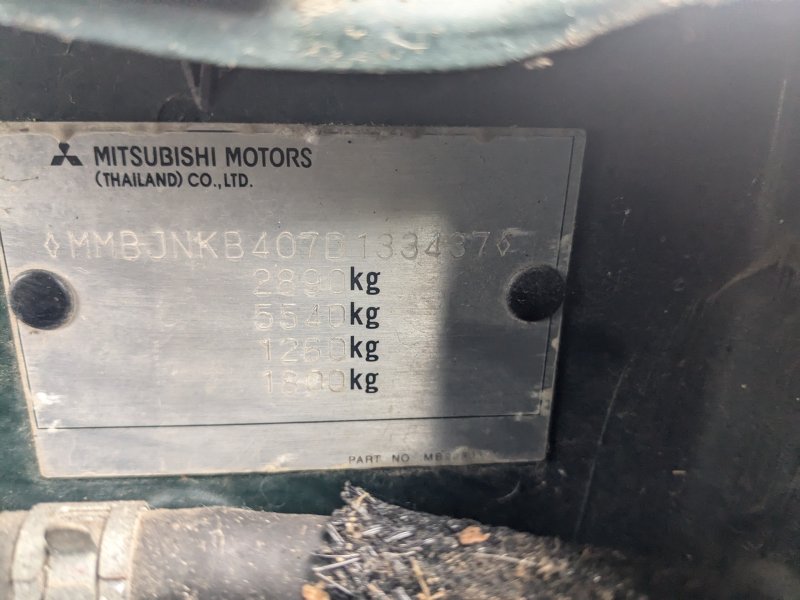 MITSUBISHI MOTORS
(THAILAND) CO.,LTD.
◊MMBJNKB407D133437◊
2890kg
5540kg
1260kg
1800kg
PART NO